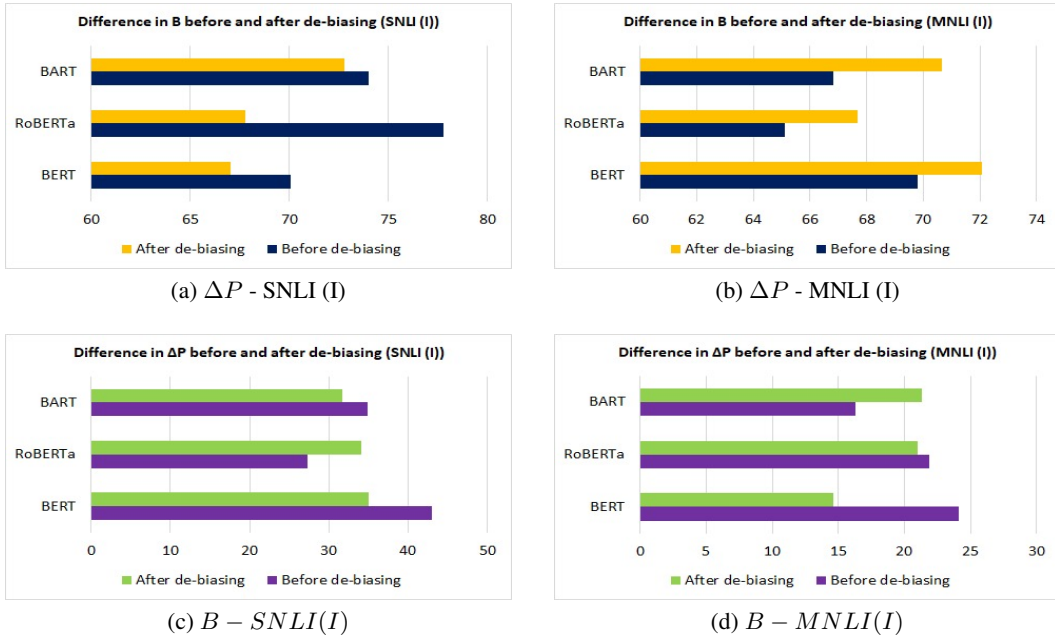 Difference in B before and after de-biasing (SNLI (I))
BART
RoBERTa
BERT
60 65 70 75 80
After de-biasing Before de-biasing
(a) ΔP - SNLI (I)
Difference in B before and after de-biasing (MNLI (I))
BART
RoBERTa
BERT
60 62 64 66 68 70 72 74
After de-biasing Before de-biasing
(b) ΔP - MNLI (I)
Difference in ΔP before and after de-biasing (SNLI (I))
BART
RoBERTa
BERT
0 10 20 30 40 50
After de-biasing Before de-biasing
(c) B − SNLI(I)
Difference in ΔP before and after de-biasing (MNLI (I))
BART
RoBERTa
BERT
0 5 10 15 20 25 30
After de-biasing Before de-biasing
(d) B − MNLI(I)